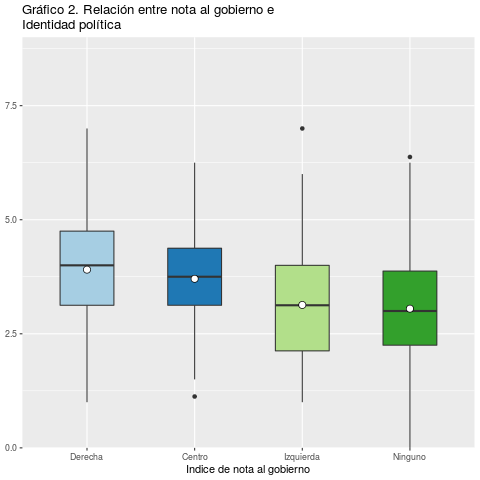 Gráfico 2. Relación entre nota al gobierno e
Identidad política
7.5
5.0
2.5
0.0
Derecha Centro Izquierda Ninguno
Indice de nota al gobierno